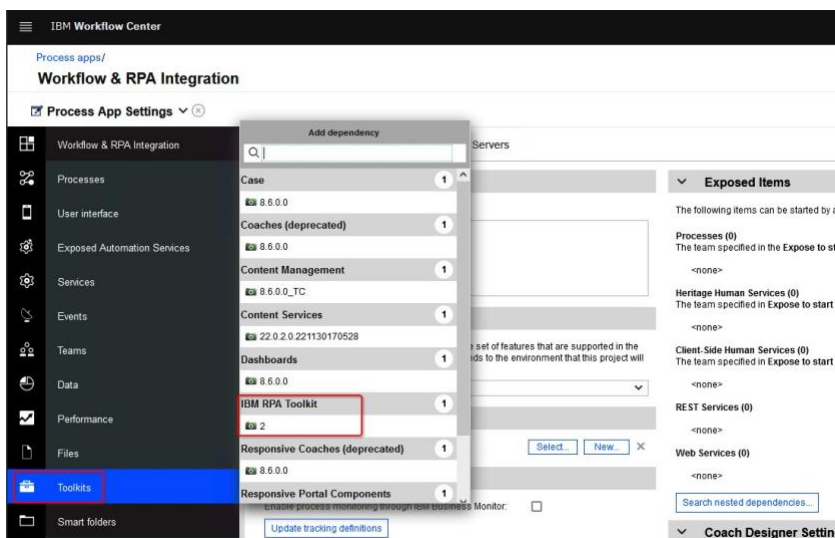 IBM Workflow Center
Process apps/
Workflow & RPA Integration
Process App Settings
Workflow & RPA Integration
Processes
User interface
Exposed Automation Services
Services
Events
Teams
Data
Performance
Files
Toolkits
Smart folders
Add dependency
Case 1
8.6.0.0
Coaches (deprecated) 1
8.6.0.0
Content Management 1
8.6.0.0_TC
Content Services 1
22.0.2.0.221130170528
Dashboards 1
8.6.0.0
IBM RPA Toolkit 1
2
Responsive Coaches (deprecated) 1
8.6.0.0
Responsive Portal Components 1
Servers
set of features that are supported in the
ds to the environment that this project will
Select... New...
Enable process monitoring through IBM Business Monitor:
Update tracking definitions
Exposed Items
The following items can be started by a
Processes (0)
The team specified in the Expose to st
<none>
Heritage Human Services (0)
The team specified in Expose to start
<none>
Client-Side Human Services (0)
The team specified in Expose to start
<none>
REST Services (0)
<none>
Web Services (0)
<none>
Search nested dependencies...
Coach Designer Settin